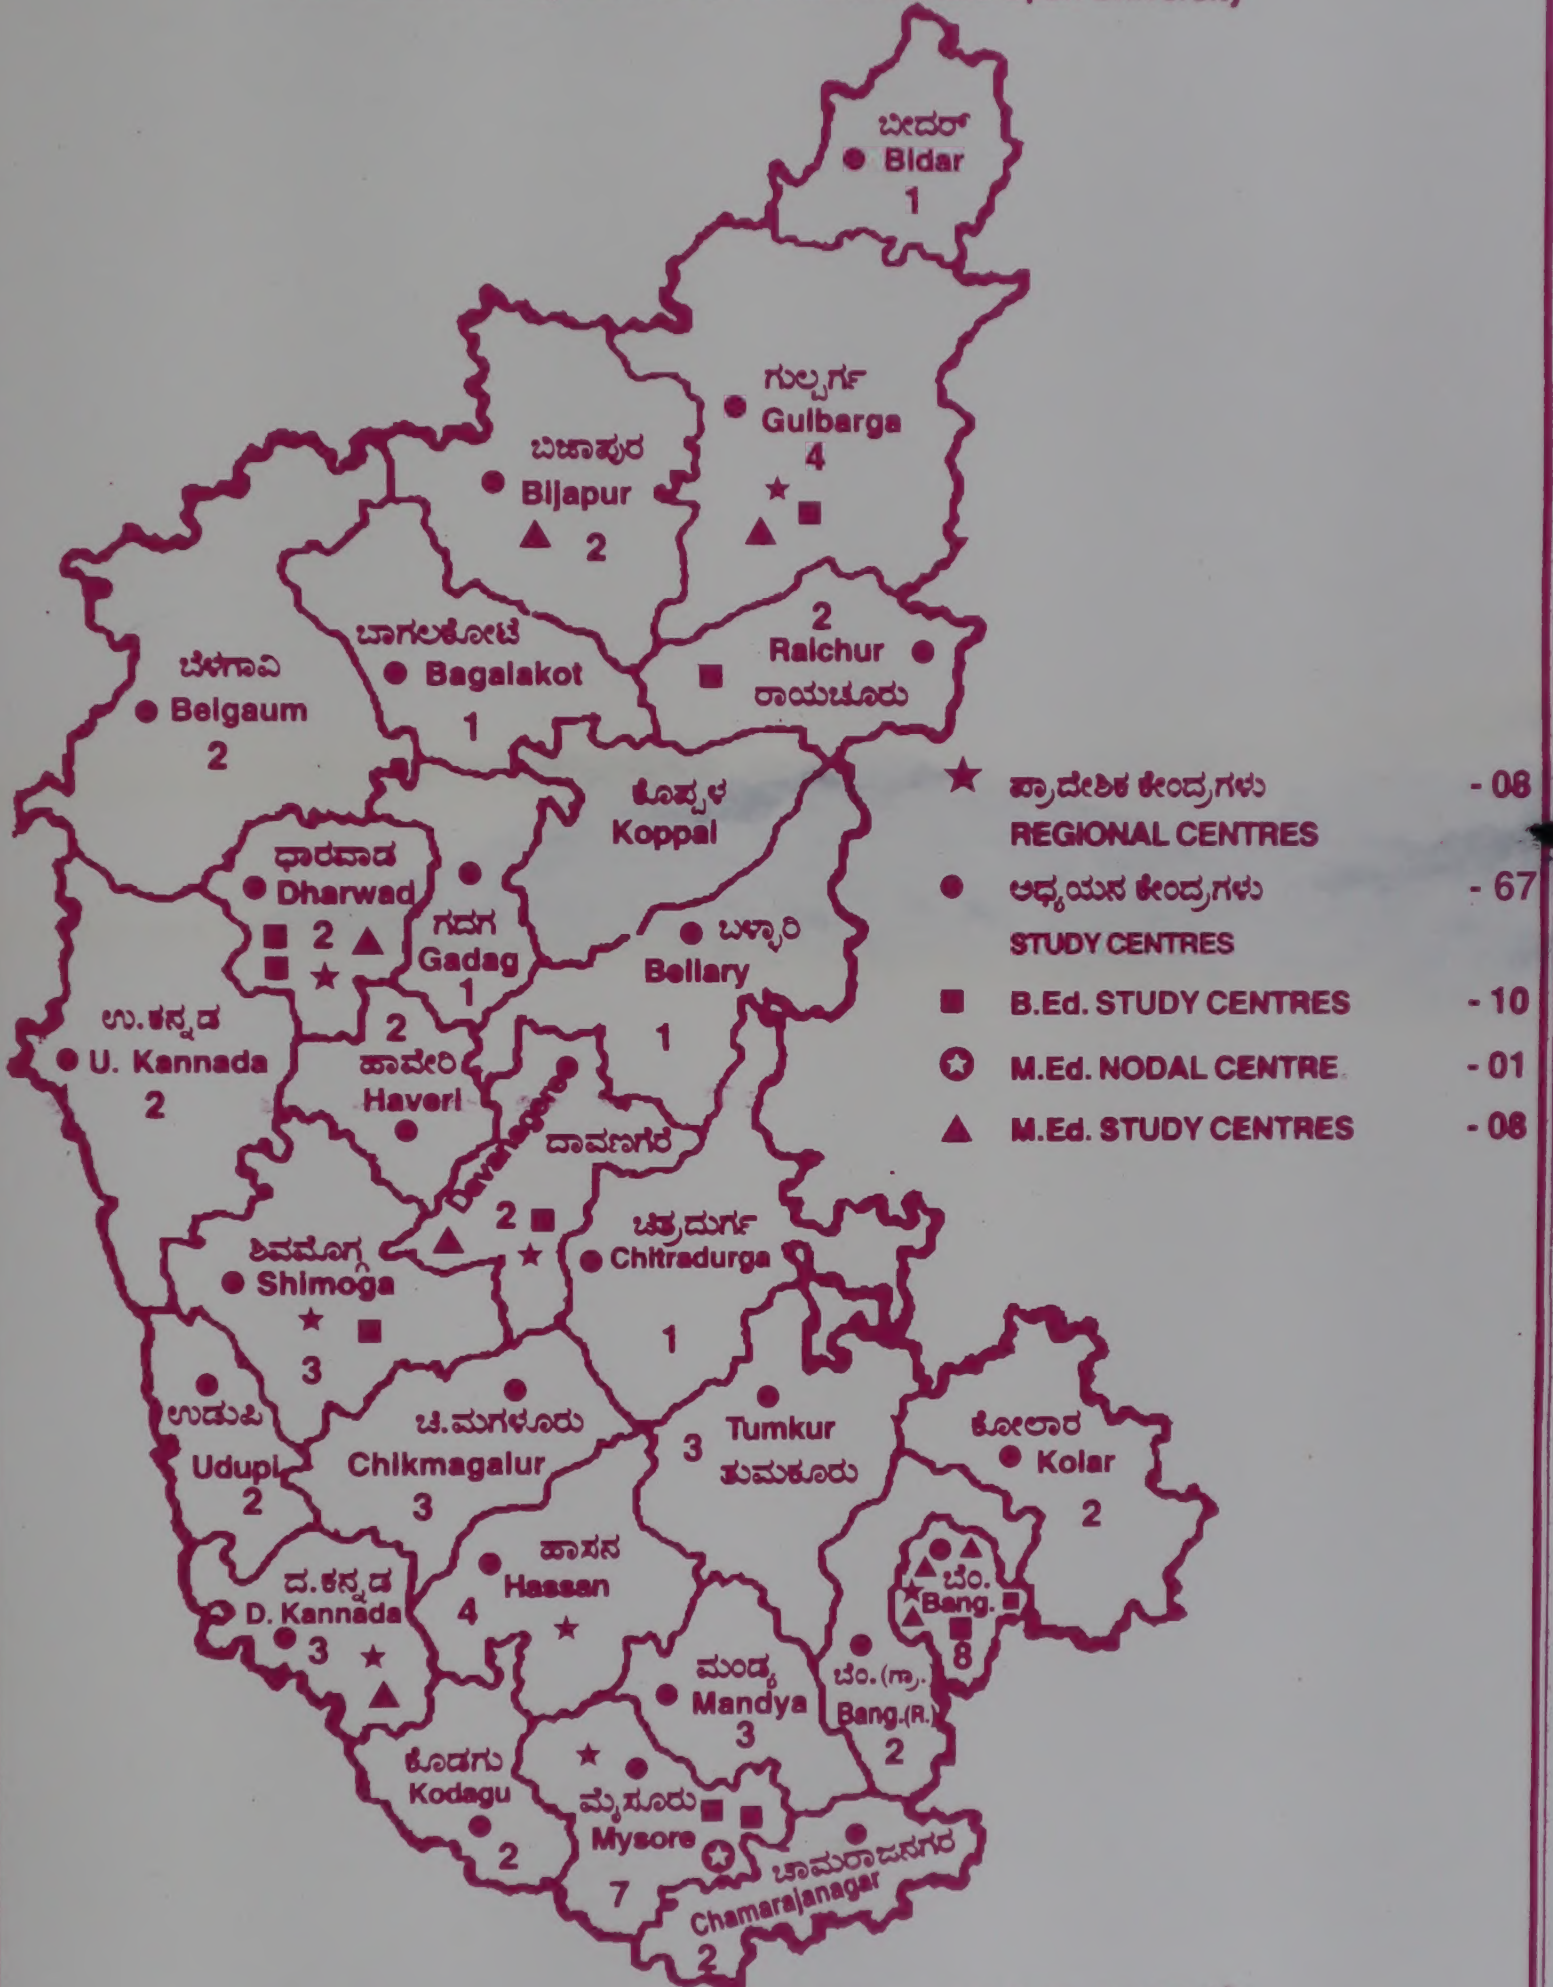 University
ಬೀದರ್
Bidar
1
ಗುಲ್ಬರ್ಗ
Gulbarga
4
ಬಿಜಾಪುರ
Bijapur
2
2
Raichur
ರಾಯಚೂರು
ಬಾಗಲಕೋಟೆ
Bagalakot
1
ಬೆಳಗಾವಿ
Belgaum
2
ಕೊಪ್ಪಳ
Koppal
ಧಾರವಾಡ
Dharwad
2
ಗದಗ
Gadag
1
ಬಳ್ಳಾರಿ
Bellary
1
ಉ.ಕನ್ನಡ
U. Kannada
2
2
ಹಾವೇರಿ
Haveri
ದಾವಣಗೆರೆ
2
ಚಿತ್ರದುರ್ಗ
Chitradurga
1
ಶಿವಮೊಗ್ಗ
Shimoga
3
ಉಡುಪಿ
Udupi
2
ಚಿ.ಮಗಳೂರು
Chikmagalur
3
3 Tumkur
ತುಮಕೂರು
ಕೋಲಾರ
Kolar
2
ಹಾಸನ
Hassan
4
ದ.ಕನ್ನಡ
D. Kannada
3
ಬೆಂ.
Bang.
8
ಬೆಂ.(ಗ್ರಾ.
Bang.(R.)
2
ಮಂಡ್ಯ
Mandya
3
ಕೊಡಗು
Kodagu
2
ಮೈಸೂರು
Mysore
7
ಚಾಮರಾಜನಗರ
Chamarajanagar
2
ಪ್ರಾದೇಶಿಕ ಕೇಂದ್ರಗಳು - 08
REGIONAL CENTRES
ಅಧ್ಯಯನ ಕೇಂದ್ರಗಳು - 67
STUDY CENTRES
B.Ed. STUDY CENTRES - 10
M.Ed. NODAL CENTRE - 01
M.Ed. STUDY CENTRES - 08